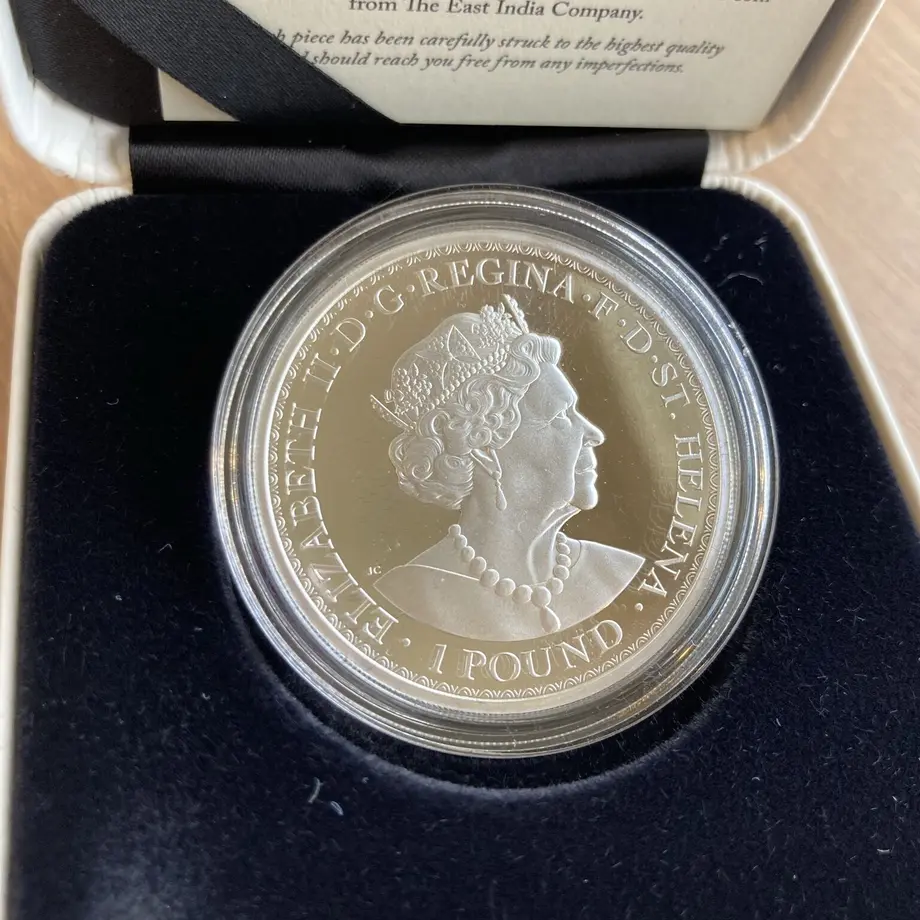 from The East India Company.
piece has been carefully struck to the highest quality
should reach you free from any imperfections.
· ELIZABETH II · D · G · REGINA · F · D · ST. HELENA ·
JC
1 POUND